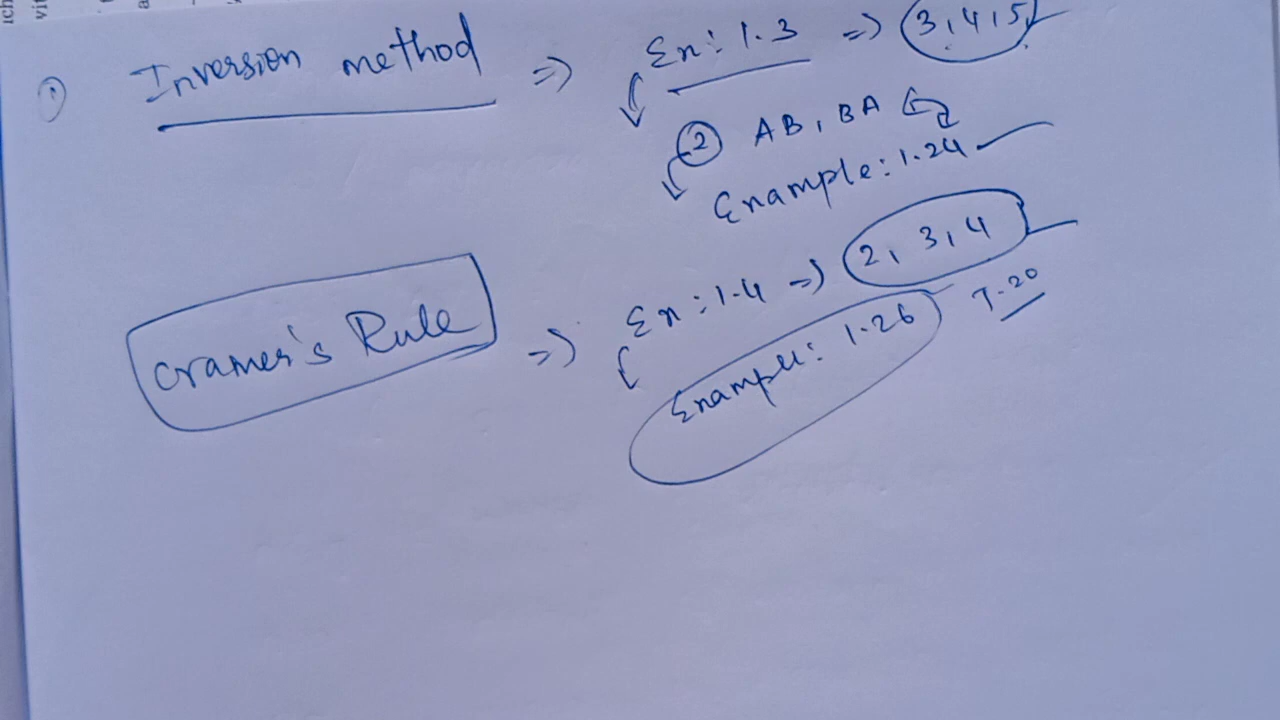 ① Inversion method => Ex: 1.3 => 3, 4, 5
② AB, BA
Example: 1.24
Cramer's Rule => Ex: 1.4 => 2, 3, 4
Example: 1.26